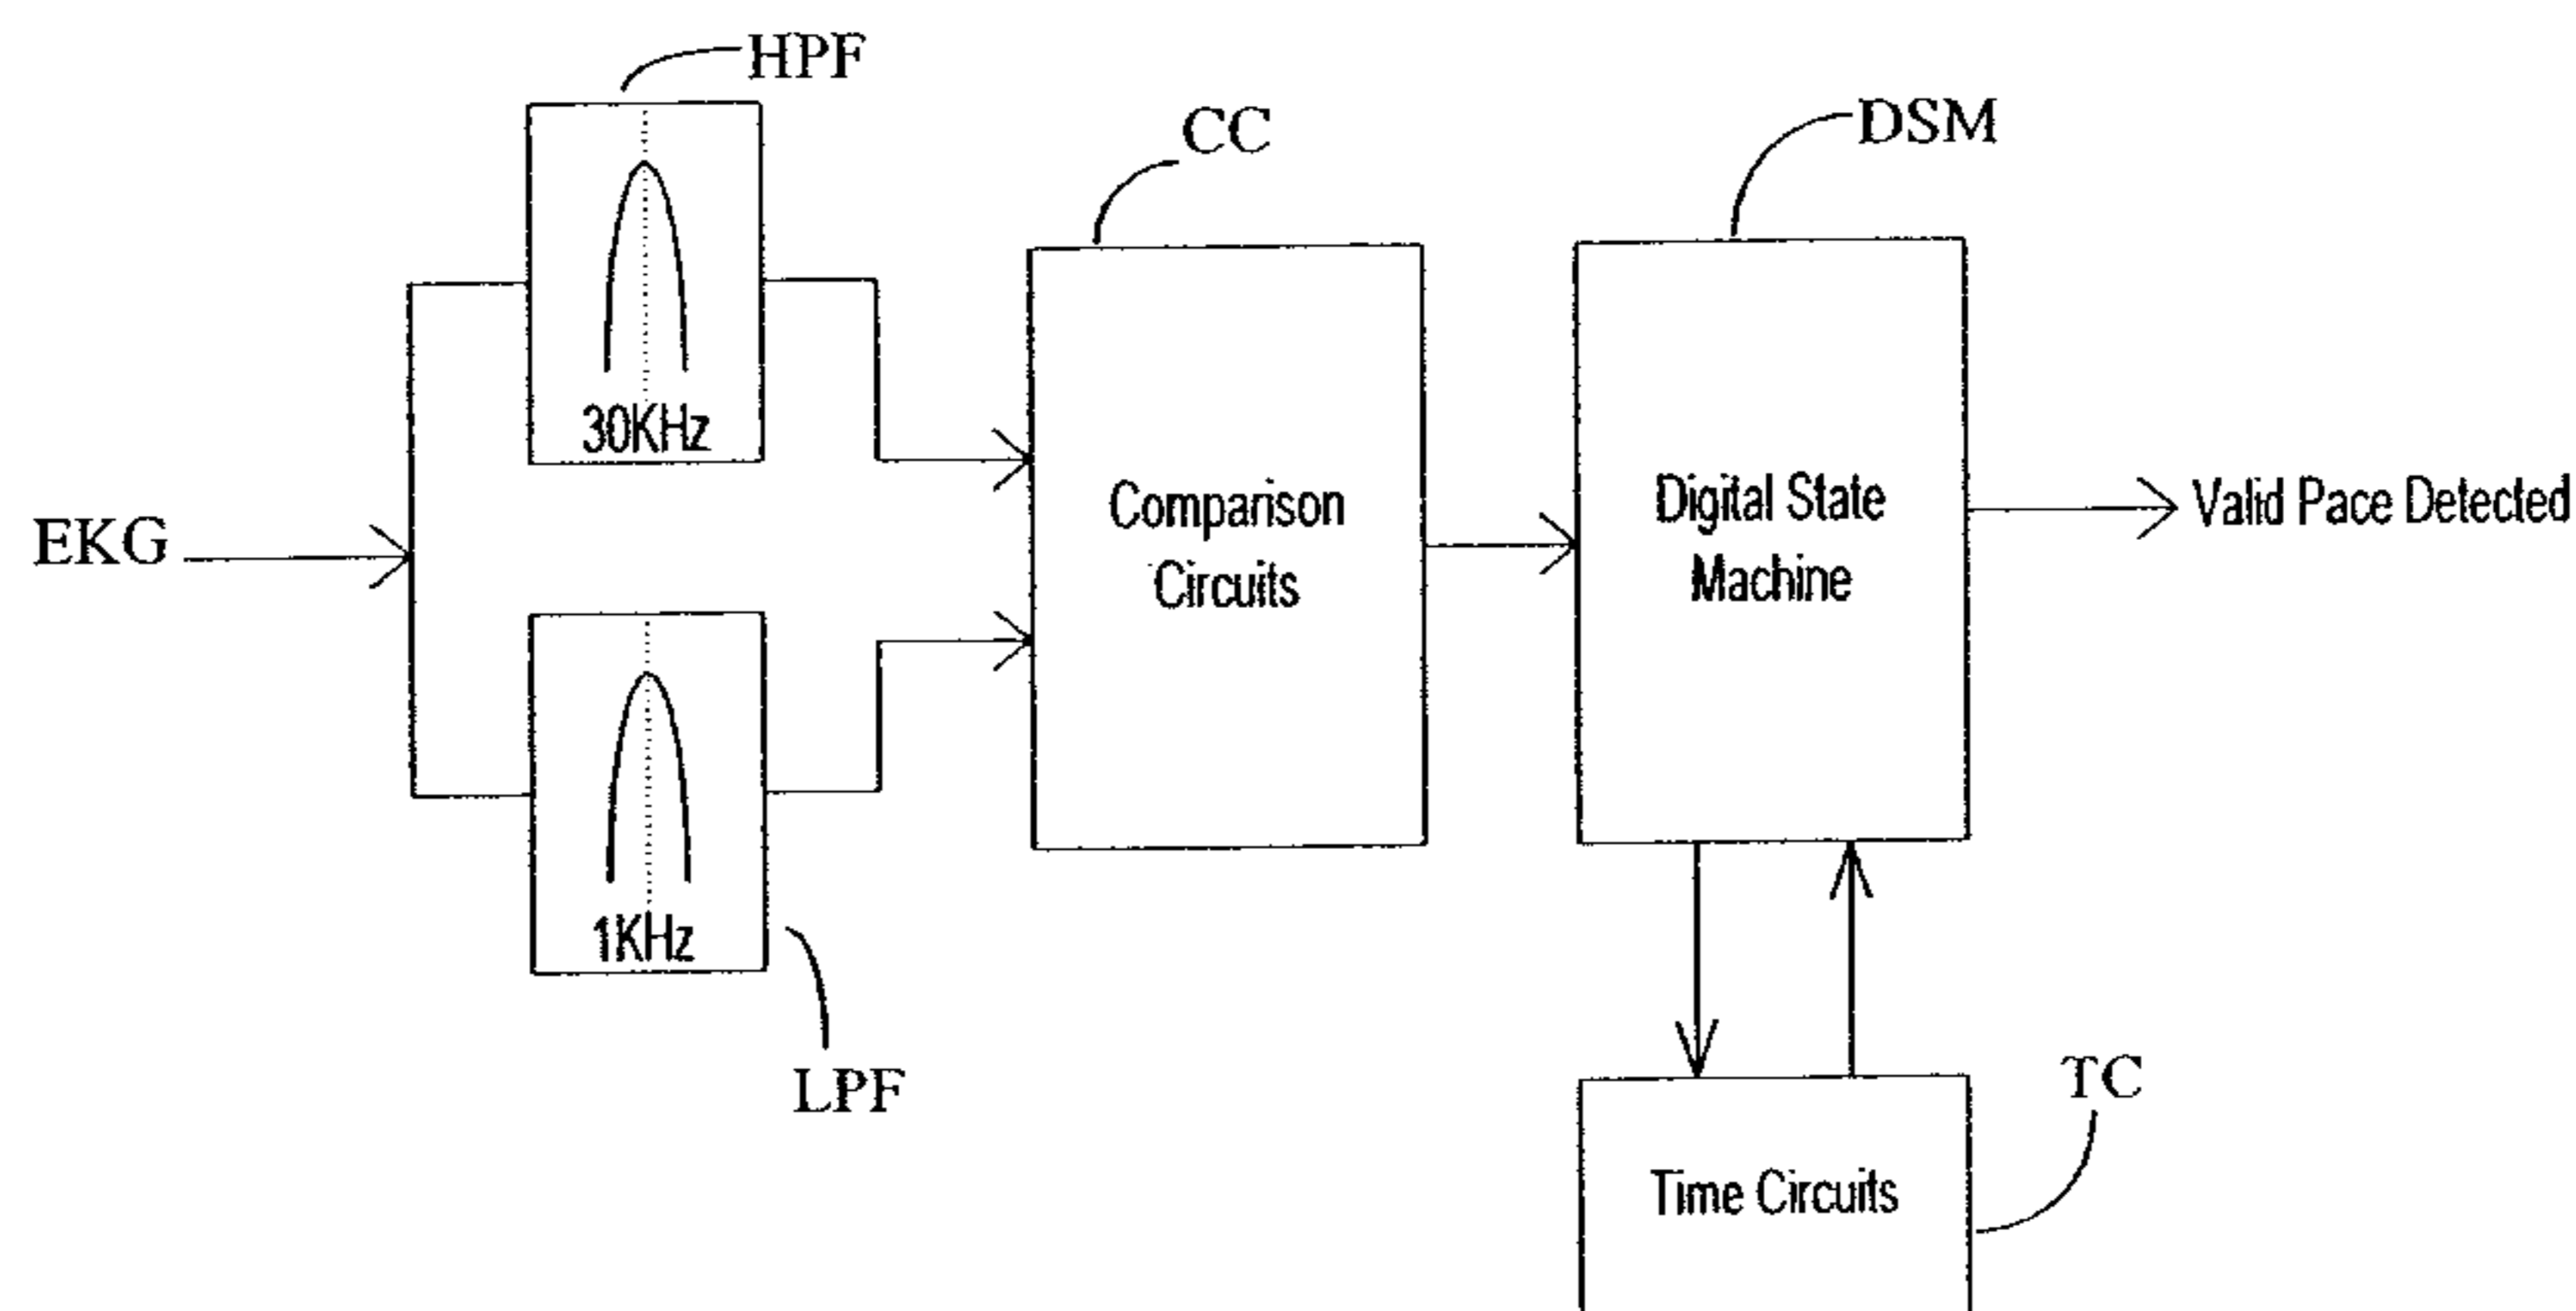 HPF
CC
DSM
30KHz
EKG
Comparison
Circuits
Digital State
Machine
Valid Pace Detected
1KHz
LPF
TC
Time Circuits